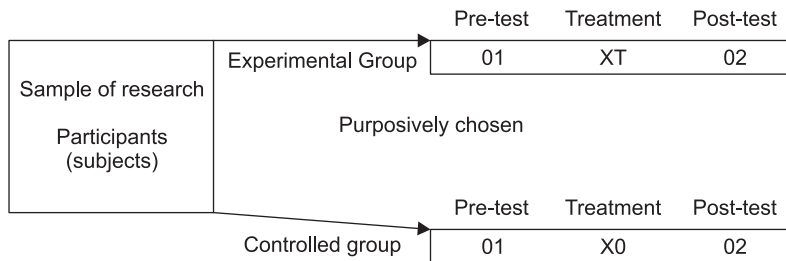 Pre-test Treatment Post-test
Experimental Group 01 XT 02
Sample of research
Participants
(subjects)
Purposively chosen
Pre-test Treatment Post-test
Controlled group 01 X0 02